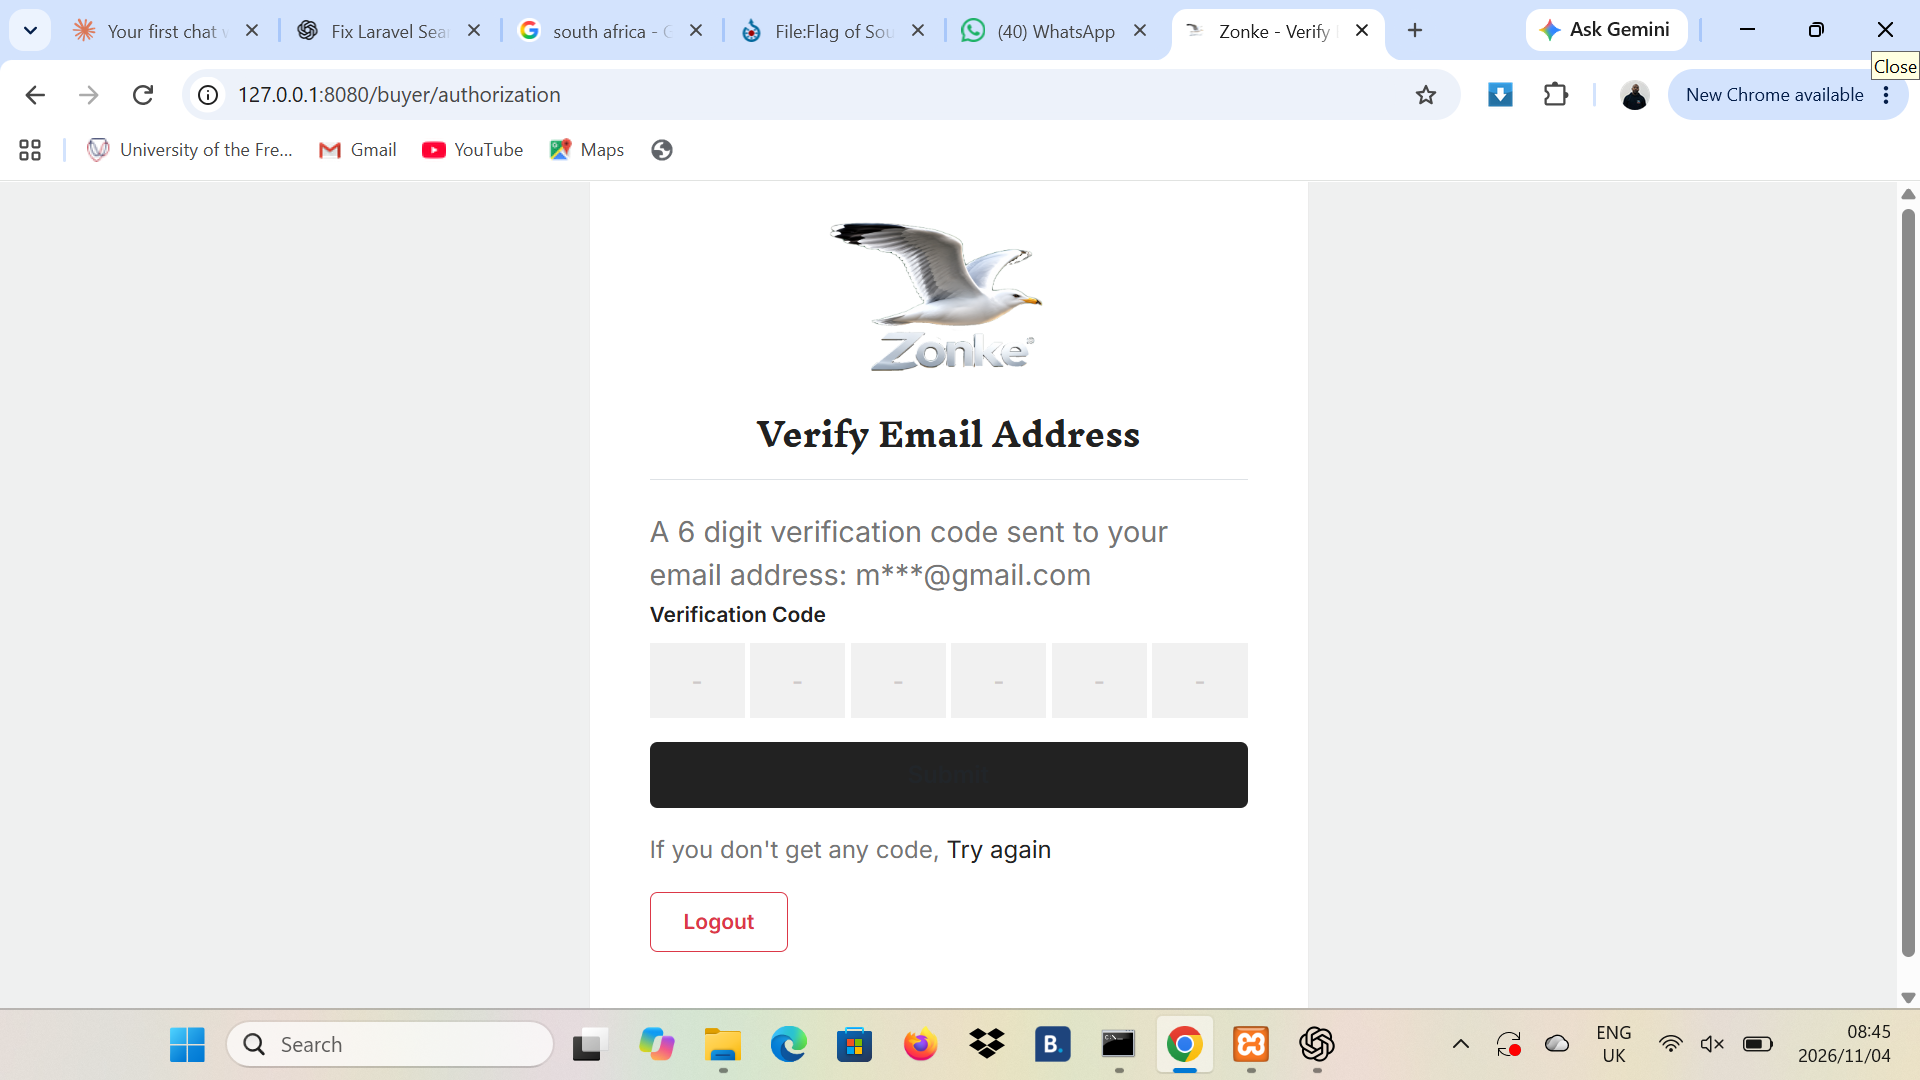 Your first chat w
Fix Laravel Sear
south africa - G
File:Flag of Sou
(40) WhatsApp
Zonke - Verify
Ask Gemini
Close
127.0.0.1:8080/buyer/authorization
New Chrome available
University of the Fre...
Gmail
YouTube
Maps
Zonke
Verify Email Address
A 6 digit verification code sent to your
email address: m***@gmail.com
Verification Code
- - - - - -
Submit
If you don't get any code, Try again
Logout
Search
B.
ENG
UK
08:45
2026/11/04